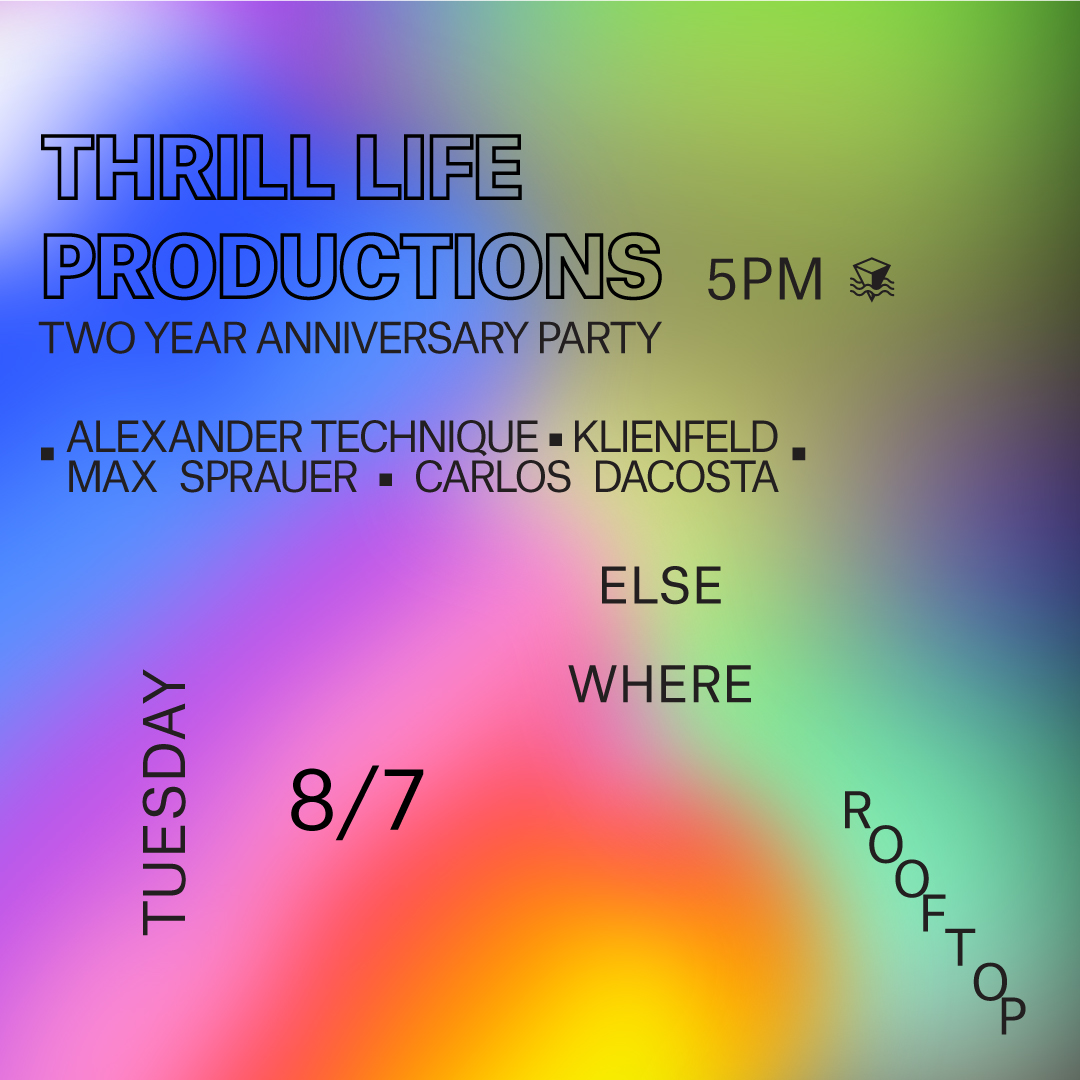 THRILL LIFE
PRODUCTIONS
5PM
TWO YEAR ANNIVERSARY PARTY
▪ ALEXANDER TECHNIQUE ▪ KLIENFELD ▪
MAX SPRAUER ▪ CARLOS DACOSTA
ELSE
WHERE
TUESDAY
8/7
ROOFTOP